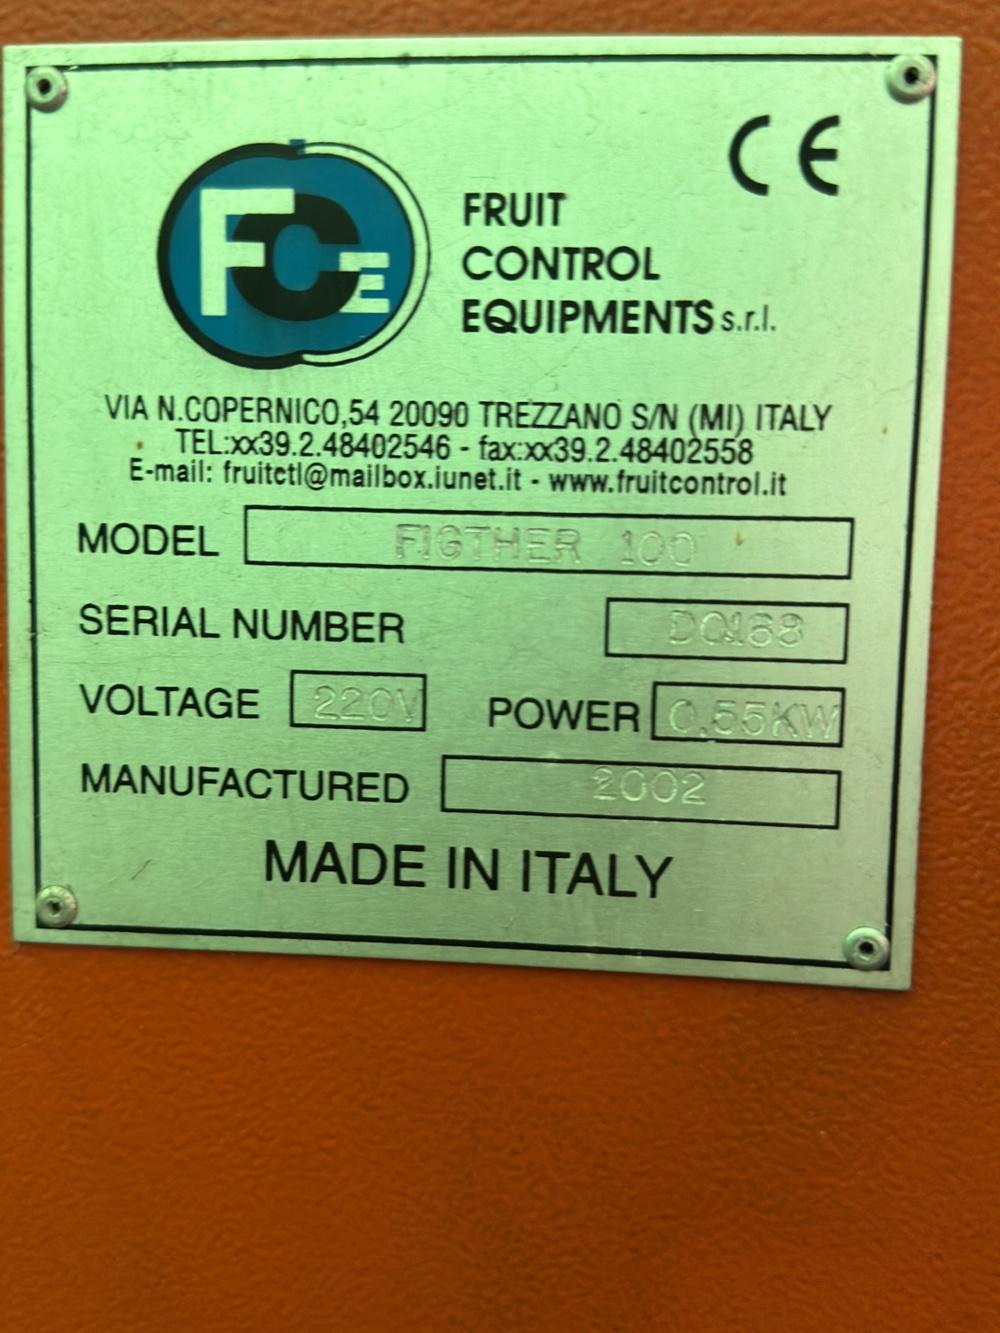 CE
FCE
FRUIT
CONTROL
EQUIPMENTS s.r.l.
VIA N.COPERNICO,54 20090 TREZZANO S/N (MI) ITALY
TEL:xx39.2.48402546 - fax:xx39.2.48402558
E-mail: fruitctl@mailbox.iunet.it - www.fruitcontrol.it
MODEL FIGTHER 100
SERIAL NUMBER DQ168
VOLTAGE 220V POWER 0.55KW
MANUFACTURED 2002
MADE IN ITALY